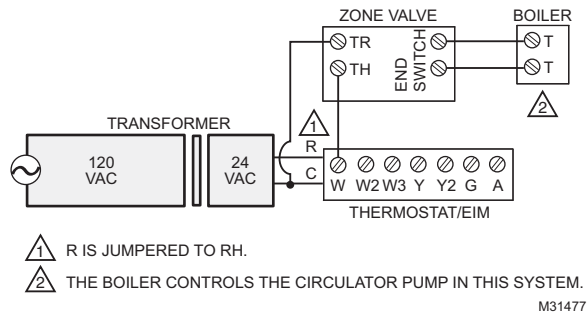 ZONE VALVE
BOILER
TR
TH
END SWITCH
T
T
2
TRANSFORMER
1
120 VAC
24 VAC
R
C
W W2 W3 Y Y2 G A
THERMOSTAT/EIM
1 R IS JUMPERED TO RH.
2 THE BOILER CONTROLS THE CIRCULATOR PUMP IN THIS SYSTEM.
M31477